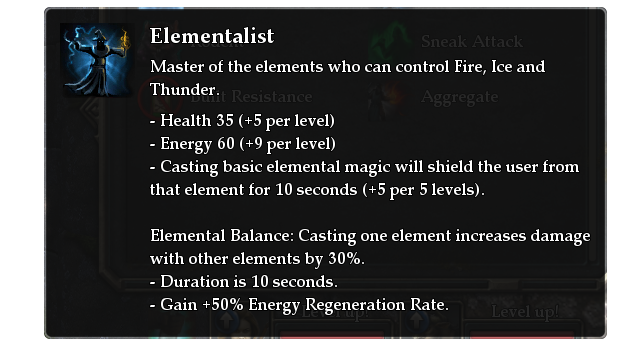 Elementalist
Sneak Attack
Master of the elements who can control Fire, Ice and
Thunder.
Resistance
Aggregate
- Health 35 (+5 per level)
- Energy 60 (+9 per level)
- Casting basic elemental magic will shield the user from
that element for 10 seconds (+5 per 5 levels).
Elemental Balance: Casting one element increases damage
with other elements by 30%.
- Duration is 10 seconds.
- Gain +50% Energy Regeneration Rate.
Level up!
Level up!